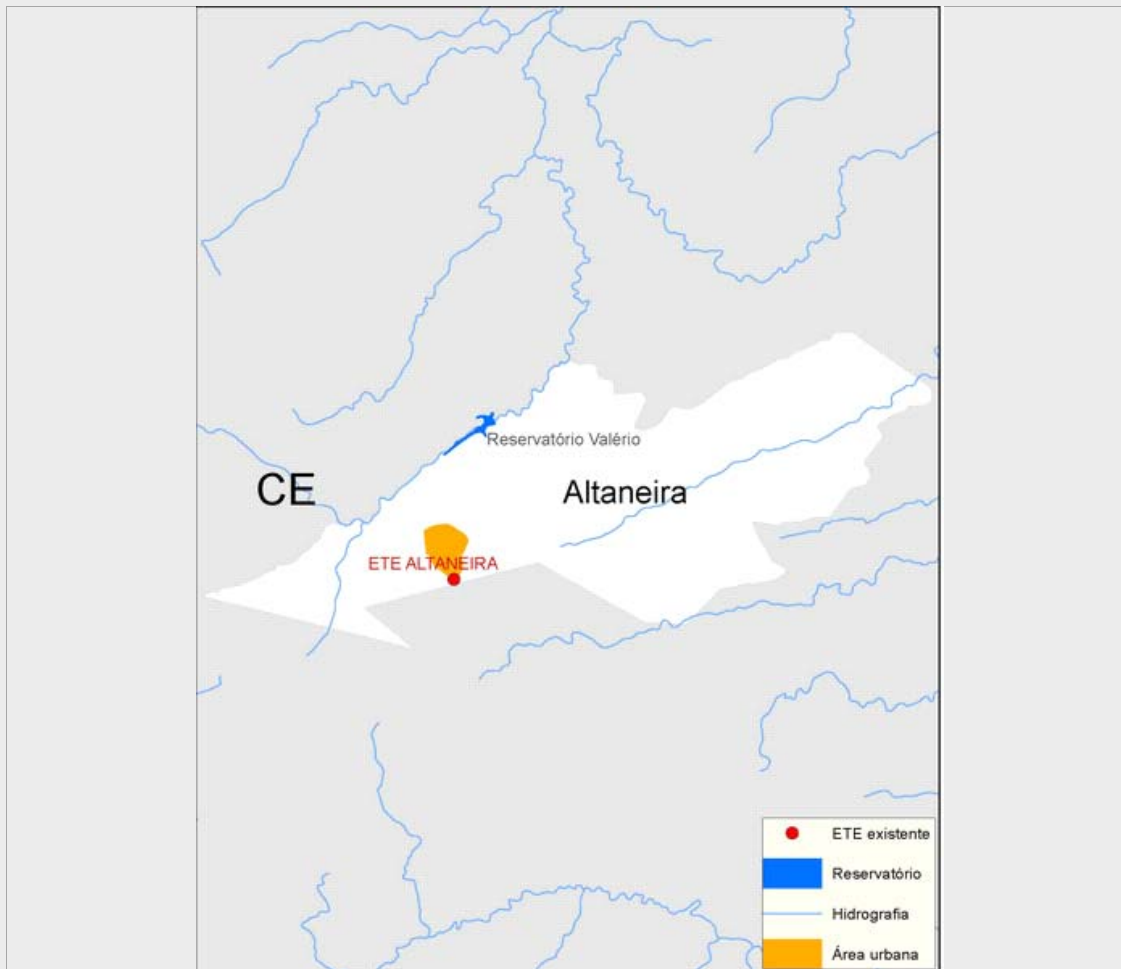 Reservatório Valério
CE
Altaneira
ETE ALTANEIRA
ETE existente
Reservatório
Hidrografia
Área urbana